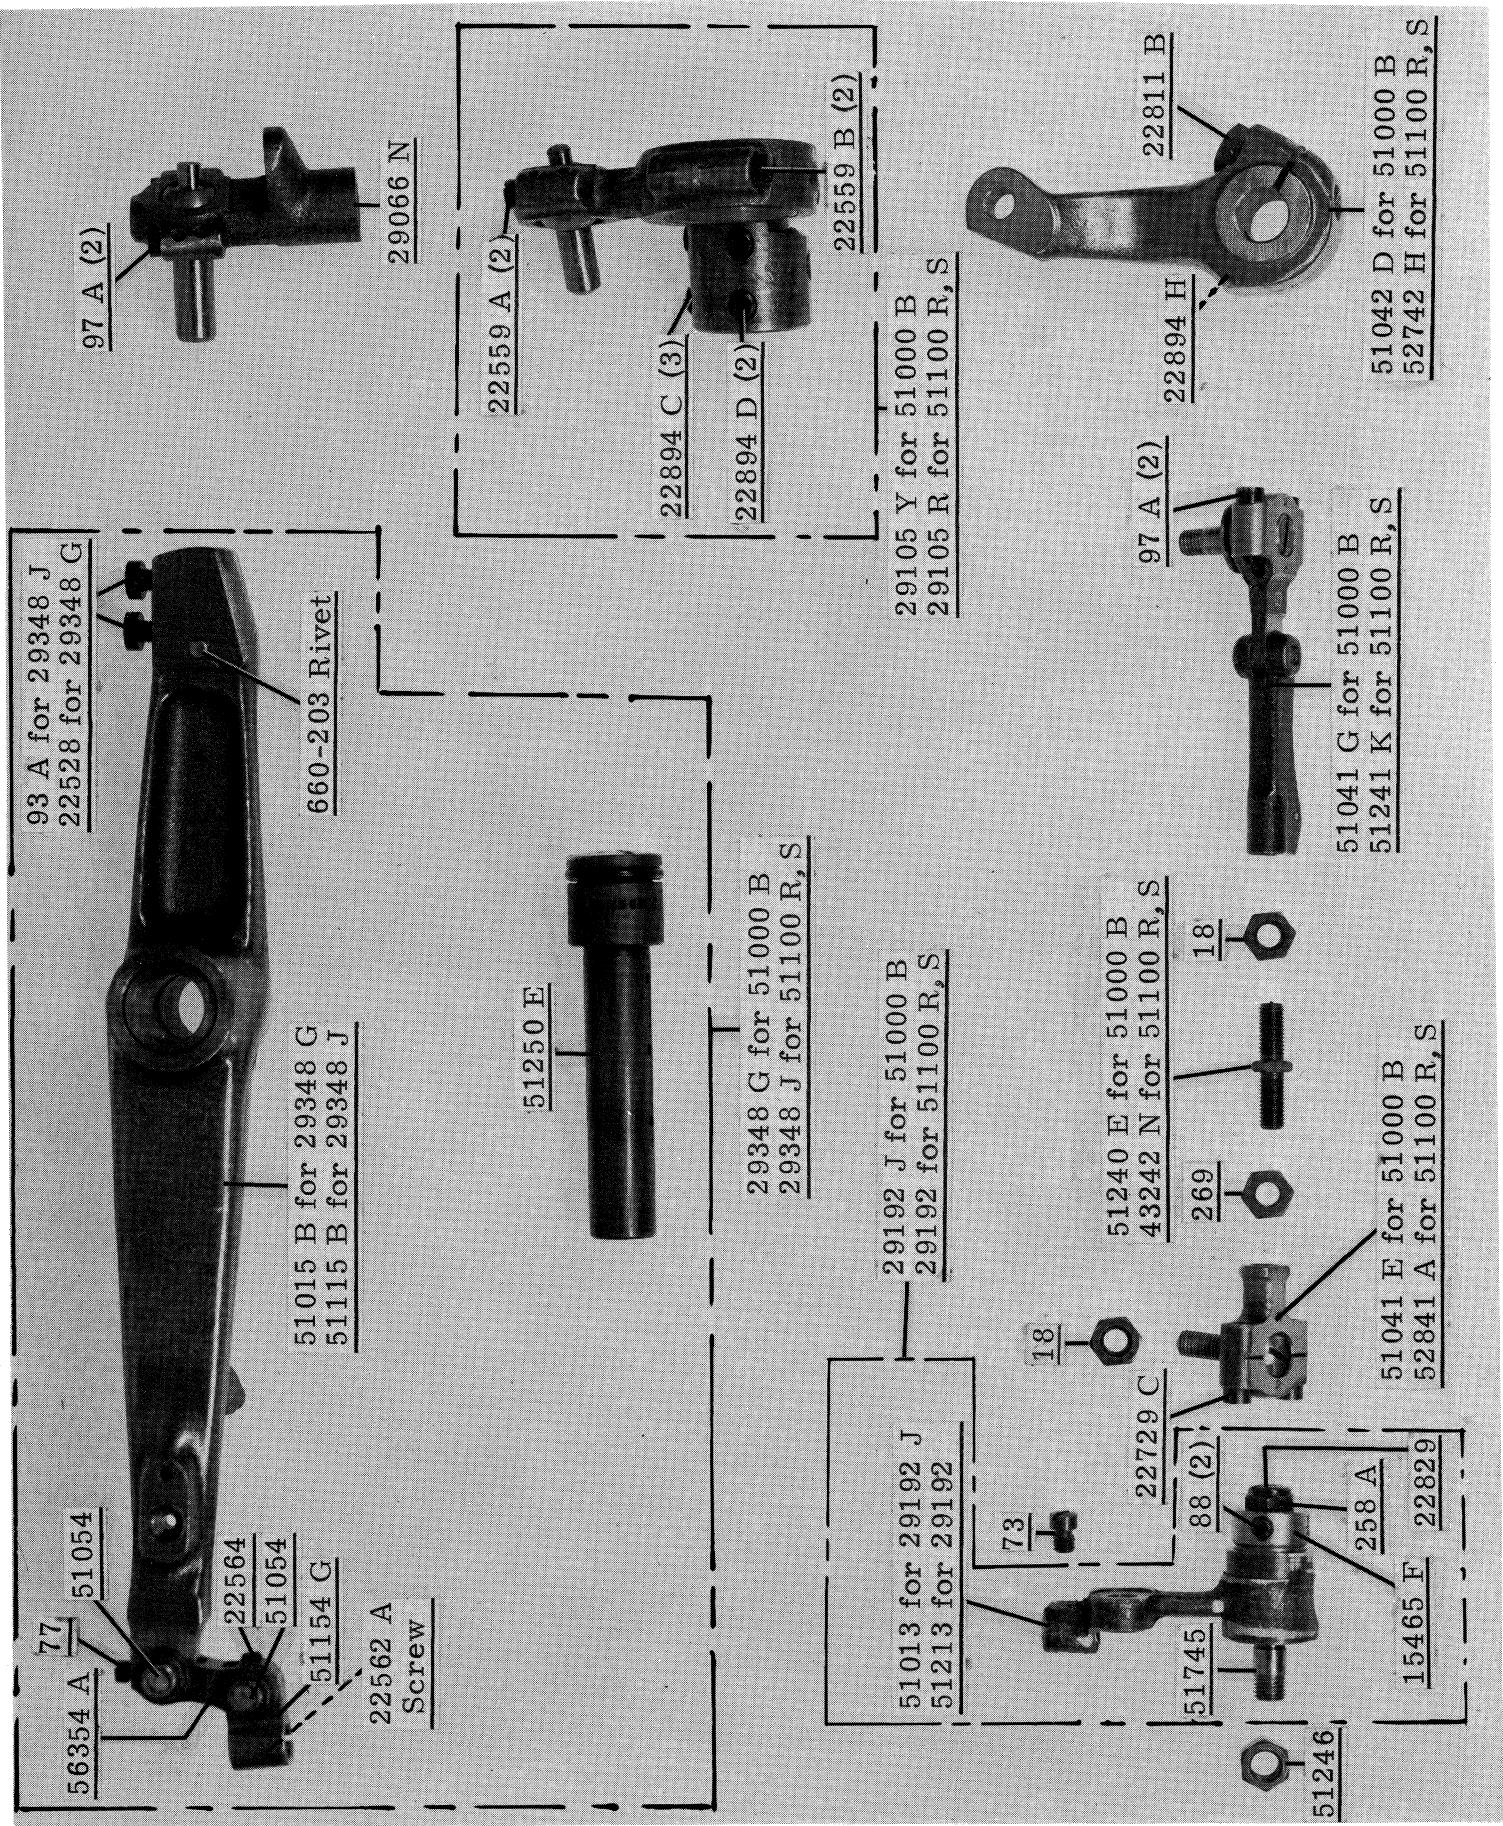 93 A for 29348 J
22528 for 29348 G
660-203 Rivet
51015 B for 29348 G
51115 B for 29348 J
51054
77
56354 A
22564
51054
51154 G
22562 A
Screw
51250 E
29348 G for 51000 B
29348 J for 51100 R,S
97 A (2)
29066 N
22559 A (2)
22894 C (3)
22894 D (2)
22559 B (2)
29105 Y for 51000 B
29105 R for 51100 R,S
22811 B
22894 H
51042 D for 51000 B
52742 H for 51100 R,S
97 A (2)
51041 G for 51000 B
51241 K for 51100 R,S
18
51240 E for 51000 B
43242 N for 51100 R,S
269
51041 E for 51000 B
52841 A for 51100 R,S
18
22729 C
29192 J for 51000 B
29192 for 51100 R,S
51013 for 29192 J
51213 for 29192
73
88 (2)
22829
258 A
15465 F
51745
51246